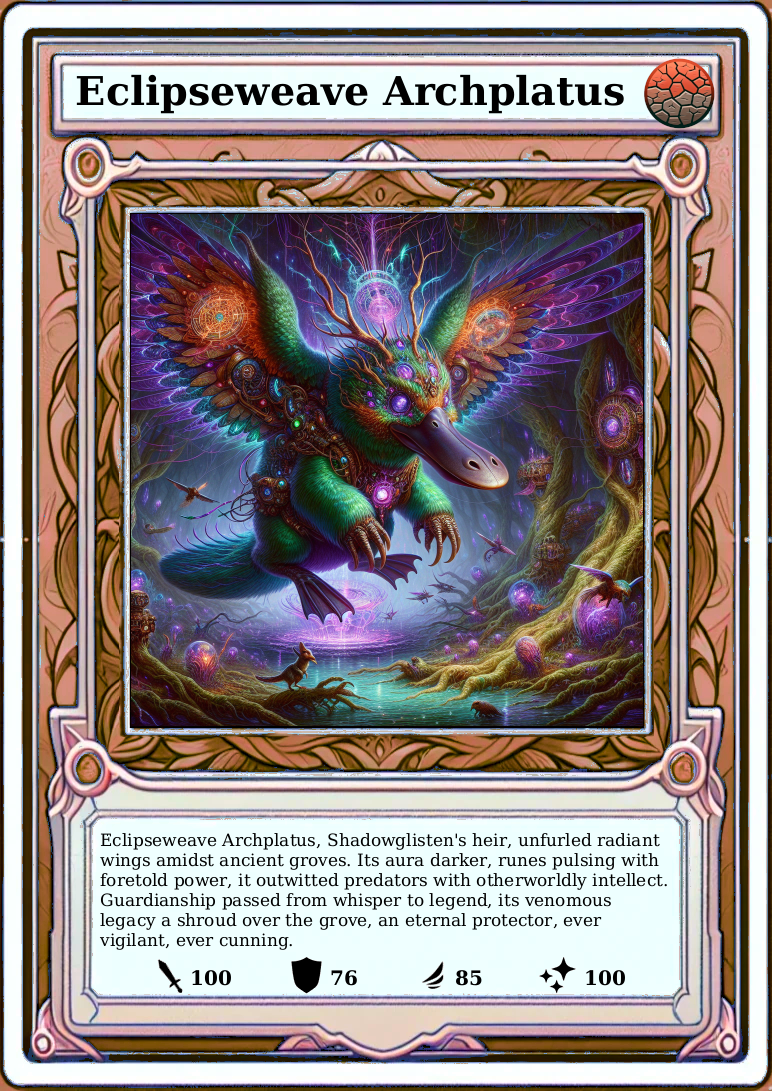 Eclipseweave Archplatus
Eclipseweave Archplatus, Shadowglisten's heir, unfurled radiant
wings amidst ancient groves. Its aura darker, runes pulsing with
foretold power, it outwitted predators with otherworldly intellect.
Guardianship passed from whisper to legend, its venomous
legacy a shroud over the grove, an eternal protector, ever
vigilant, ever cunning.
100 76 85 100